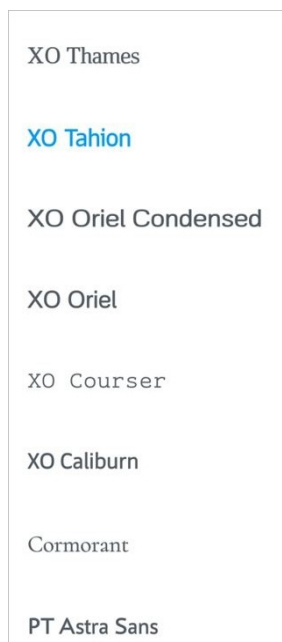 XO Thames
XO Tahion
XO Oriel Condensed
XO Oriel
XO Courser
XO Caliburn
Cormorant
PT Astra Sans